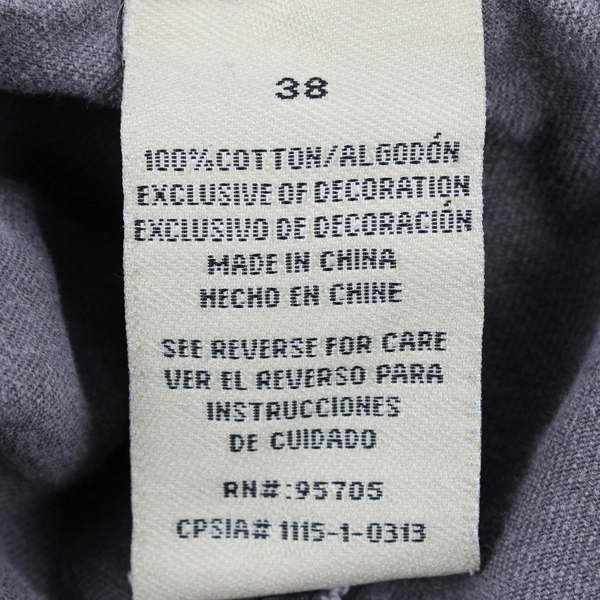 38
100%COTTON/ALGODÓN
EXCLUSIVE OF DECORATION
EXCLUSIVO DE DECORACIÓN
MADE IN CHINA
HECHO EN CHINE
SEE REVERSE FOR CARE
VER EL REVERSO PARA
INSTRUCCIONES
DE CUIDADO
RN#:95705
CPSIA# 1115-1-0313